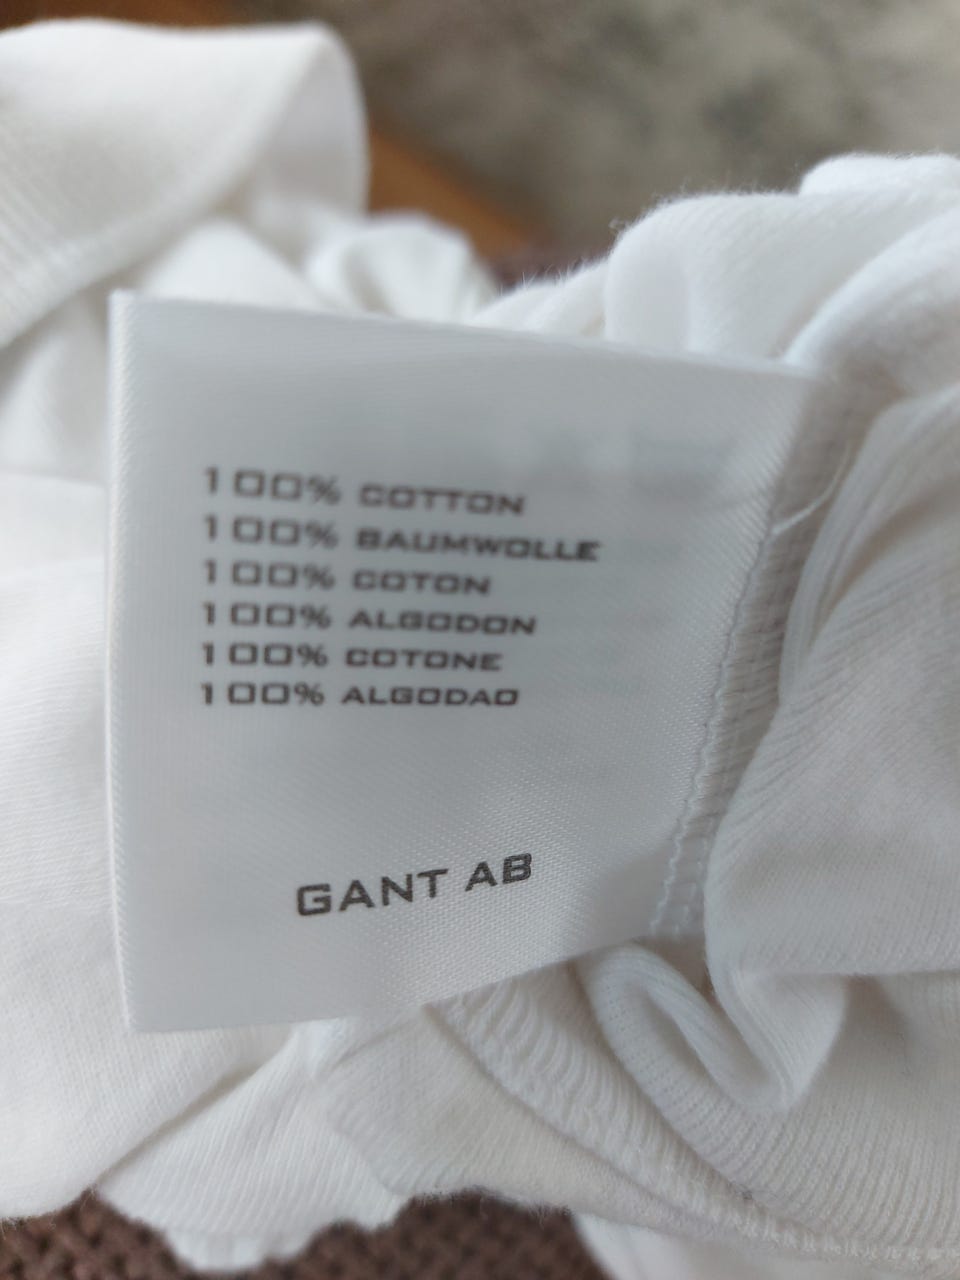 100% COTTON
100% BAUMWOLLE
100% COTON
100% ALGODON
100% COTONE
100% ALGODAO
GANT AB